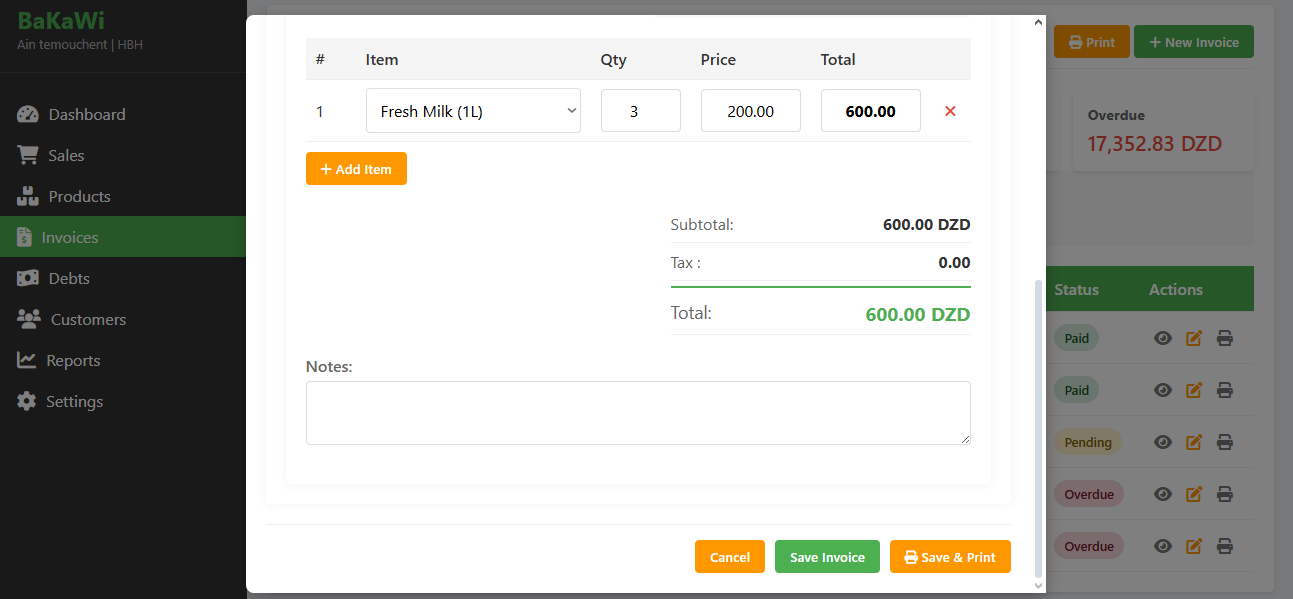 BaKaWi
Ain temouchent | HBH
Dashboard
Sales
Products
Invoices
Debts
Customers
Reports
Settings
# Item Qty Price Total
1 Fresh Milk (1L) 3 200.00 600.00
+ Add Item
Subtotal: 600.00 DZD
Tax : 0.00
Total: 600.00 DZD
Notes:
Cancel Save Invoice Save & Print
Print + New Invoice
Overdue
17,352.83 DZD
Status Actions
Paid
Paid
Pending
Overdue
Overdue